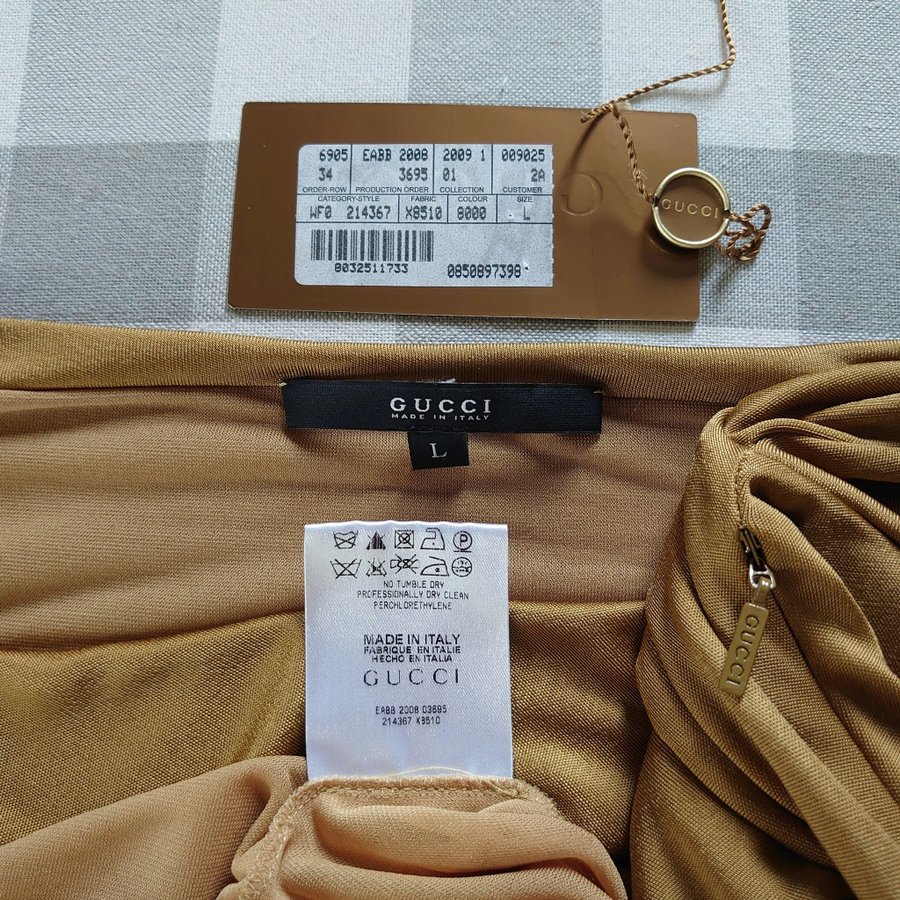 6905 EABB 2008 2009 1 009025
34 3695 01 2A
ORDER-ROW PRODUCTION ORDER COLLECTION CUSTOMER
CATEGORY-STYLE FABRIC COLOUR SIZE
WF0 214367 X8510 8000 L
8032511733 0850897398
GUCCI
GUCCI
MADE IN ITALY
L
P
NO TUMBLE DRY
PROFESSIONALLY DRY CLEAN
PERCHLORETHYLENE
MADE IN ITALY
FABRIQUE EN ITALIE
HECHO EN ITALIA
GUCCI
EABB 2008 03695
214367 X8510
GUCCI